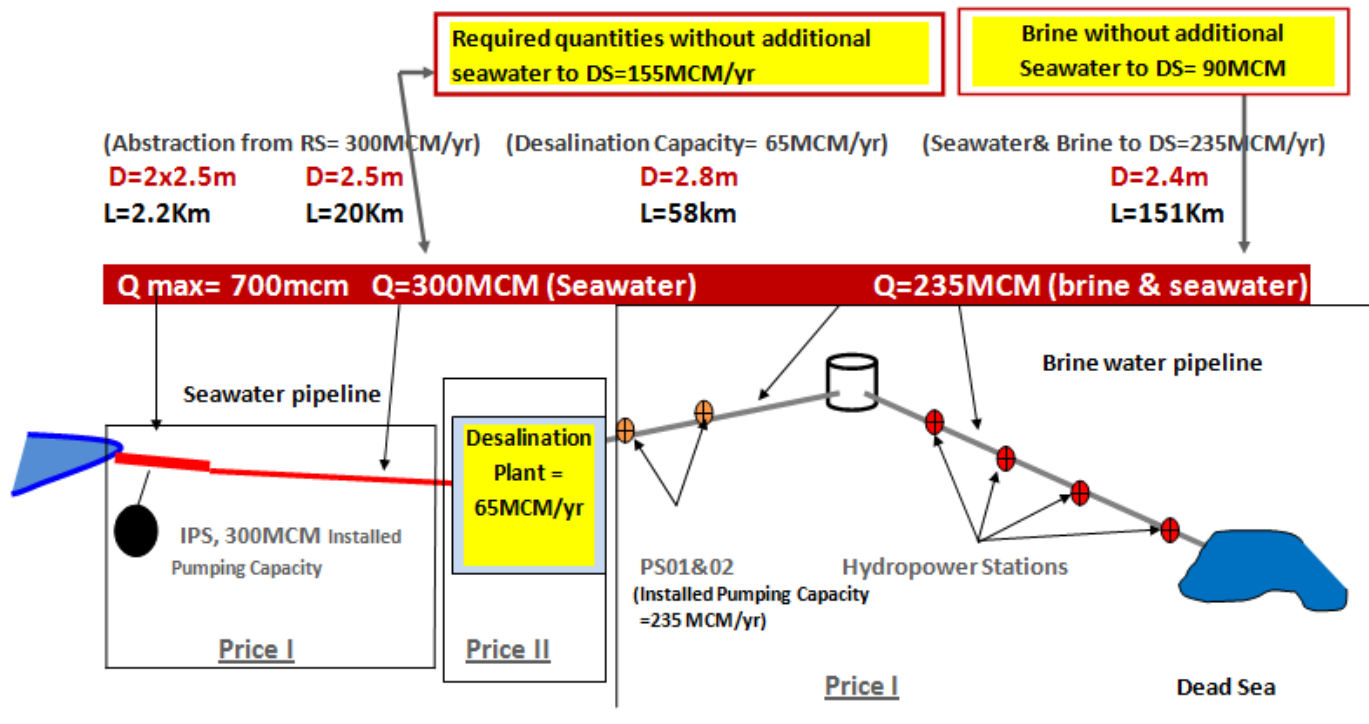 Required quantities without additional
seawater to DS=155MCM/yr
Brine without additional
Seawater to DS= 90MCM
(Abstraction from RS= 300MCM/yr)
(Desalination Capacity= 65MCM/yr)
(Seawater& Brine to DS=235MCM/yr)
D=2x2.5m
D=2.5m
D=2.8m
D=2.4m
L=2.2Km
L=20Km
L=58km
L=151Km
Q max= 700mcm
Q=300MCM (Seawater)
Q=235MCM (brine & seawater)
Seawater pipeline
Brine water pipeline
Desalination
Plant =
65MCM/yr
IPS, 300MCM Installed
Pumping Capacity
PS01&02
(Installed Pumping Capacity
=235 MCM/yr)
Hydropower Stations
Price I
Price II
Price I
Dead Sea